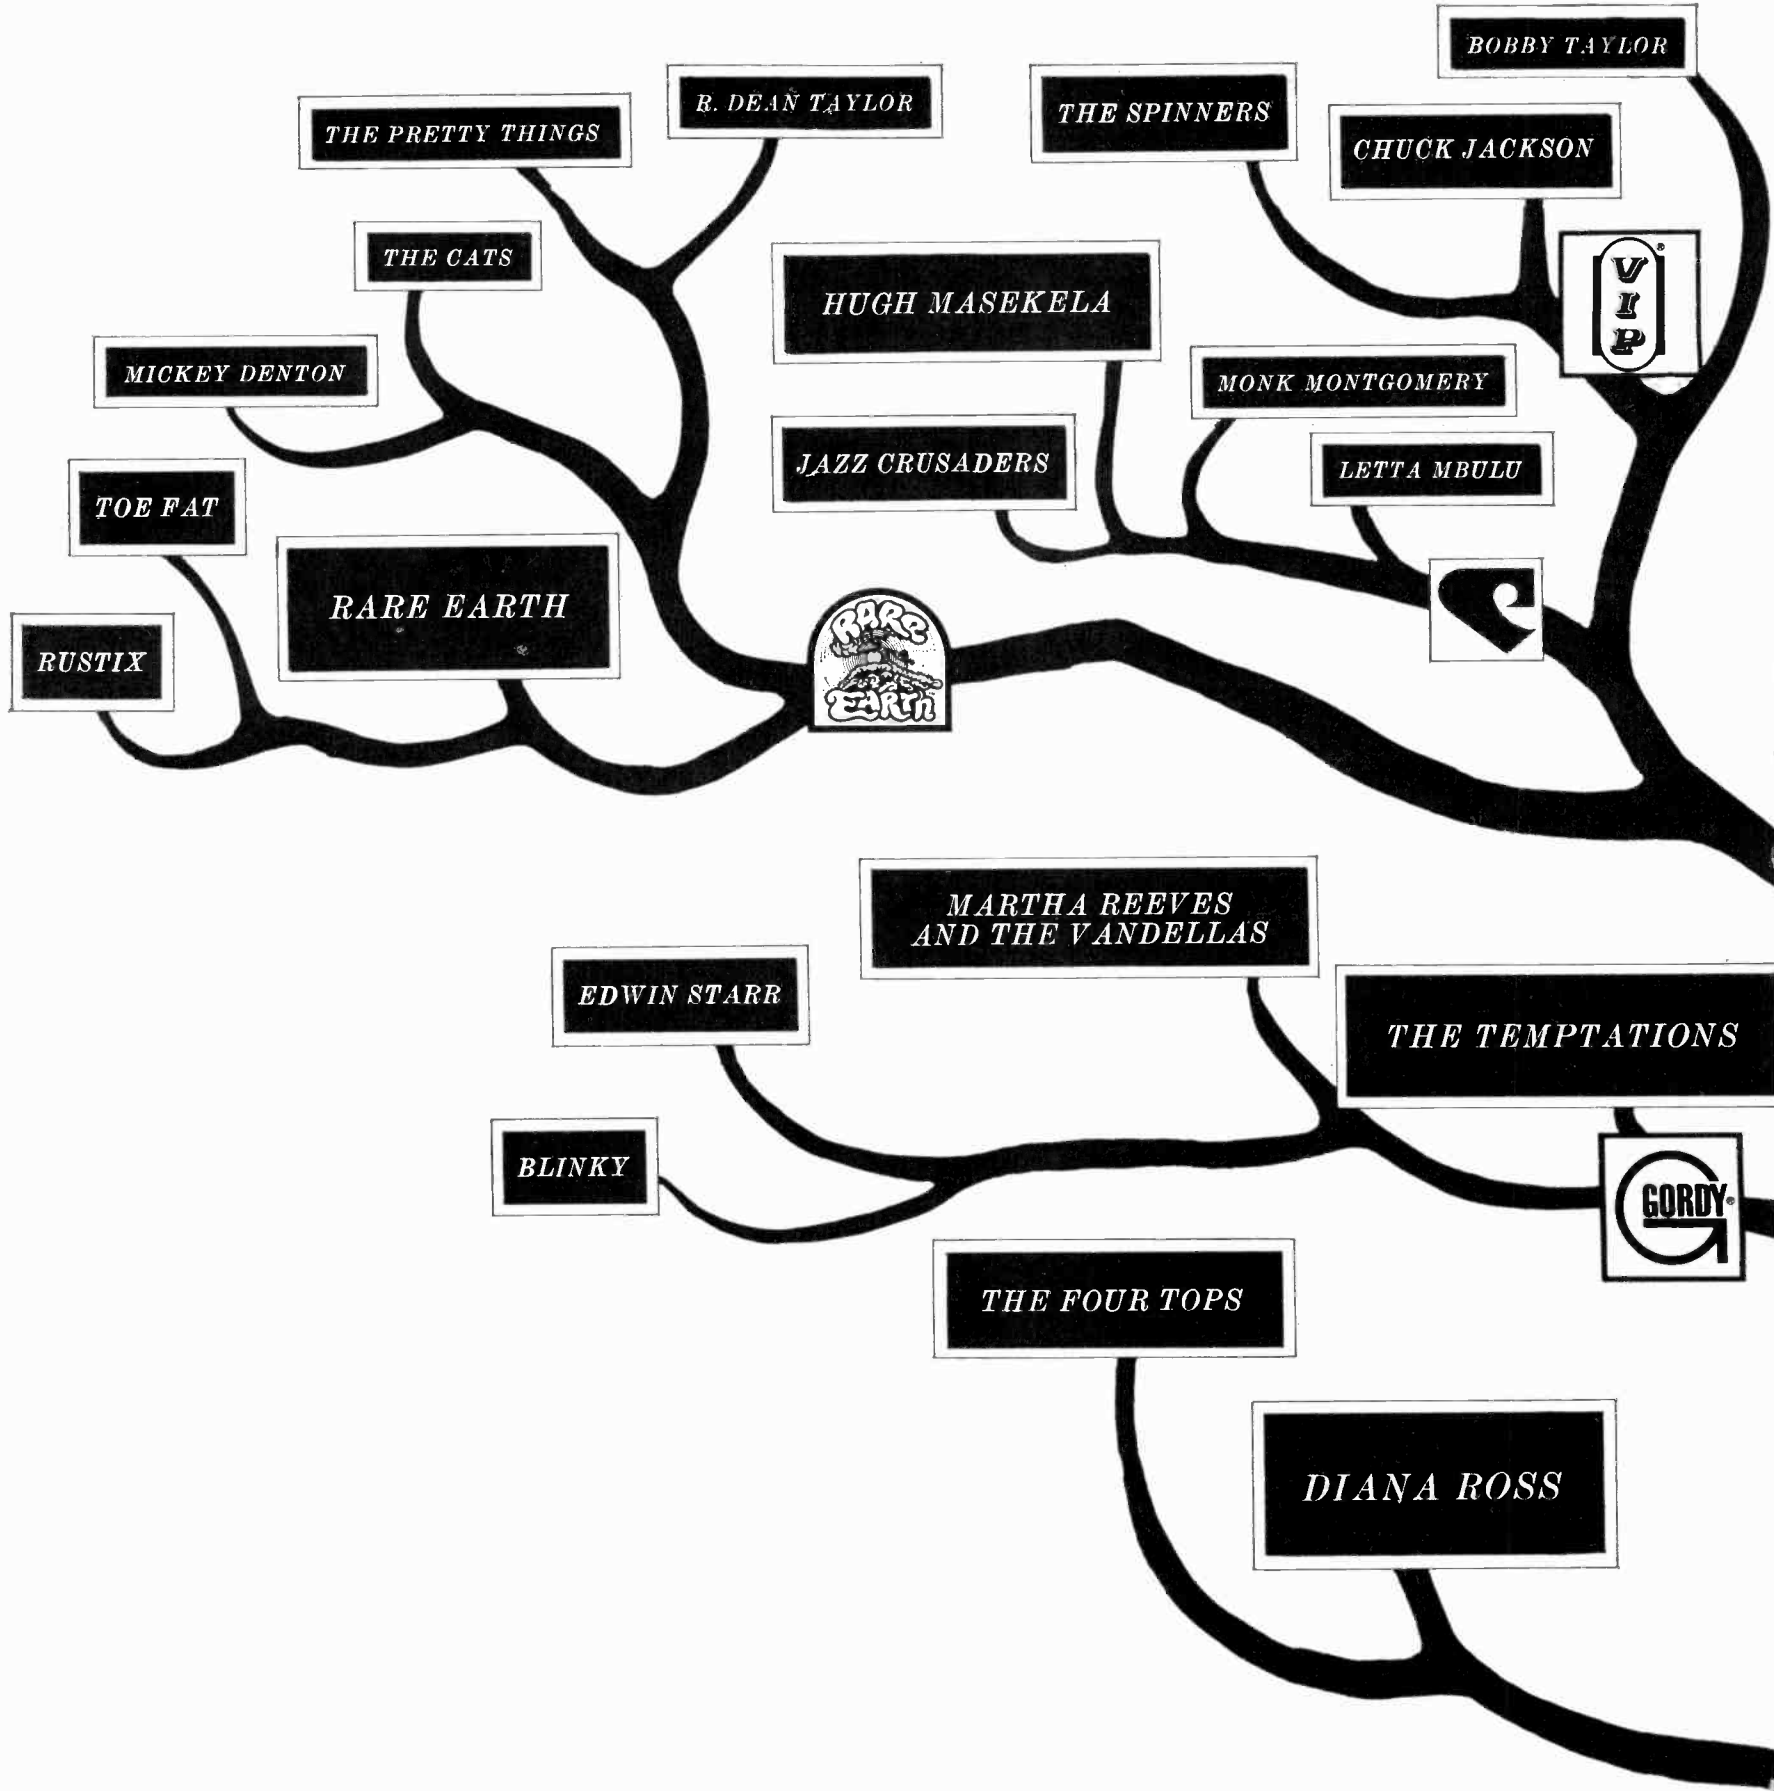 BOBBY TAYLOR
R. DEAN TAYLOR
THE SPINNERS
THE PRETTY THINGS
CHUCK JACKSON
THE CATS
VIP
HUGH MASEKELA
MICKEY DENTON
MONK MONTGOMERY
JAZZ CRUSADERS
LETTA MBULU
TOE FAT
RARE EARTH
RUSTIX
RARE
EARTH
MARTHA REEVES
AND THE VANDELLAS
EDWIN STARR
THE TEMPTATIONS
BLINKY
GORDY®
THE FOUR TOPS
DIANA ROSS